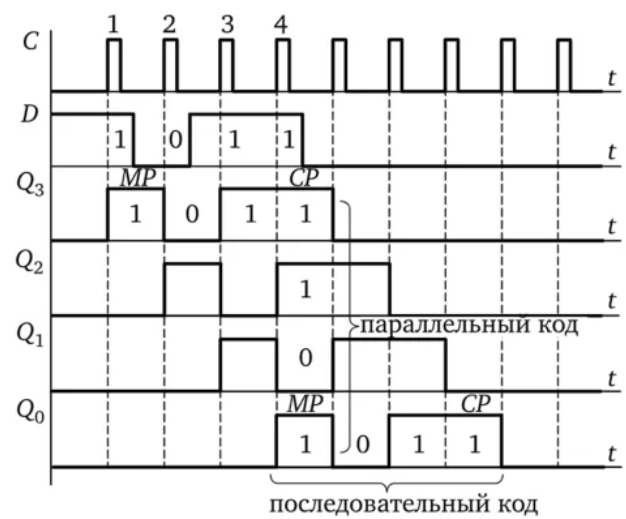 1 2 3 4
C t
D 1 0 1 1 t
MP CP
Q3 1 0 1 1 t
Q2 1 t
параллельный код
Q1 0 t
MP CP
Q0 1 0 1 1 t
последовательный код